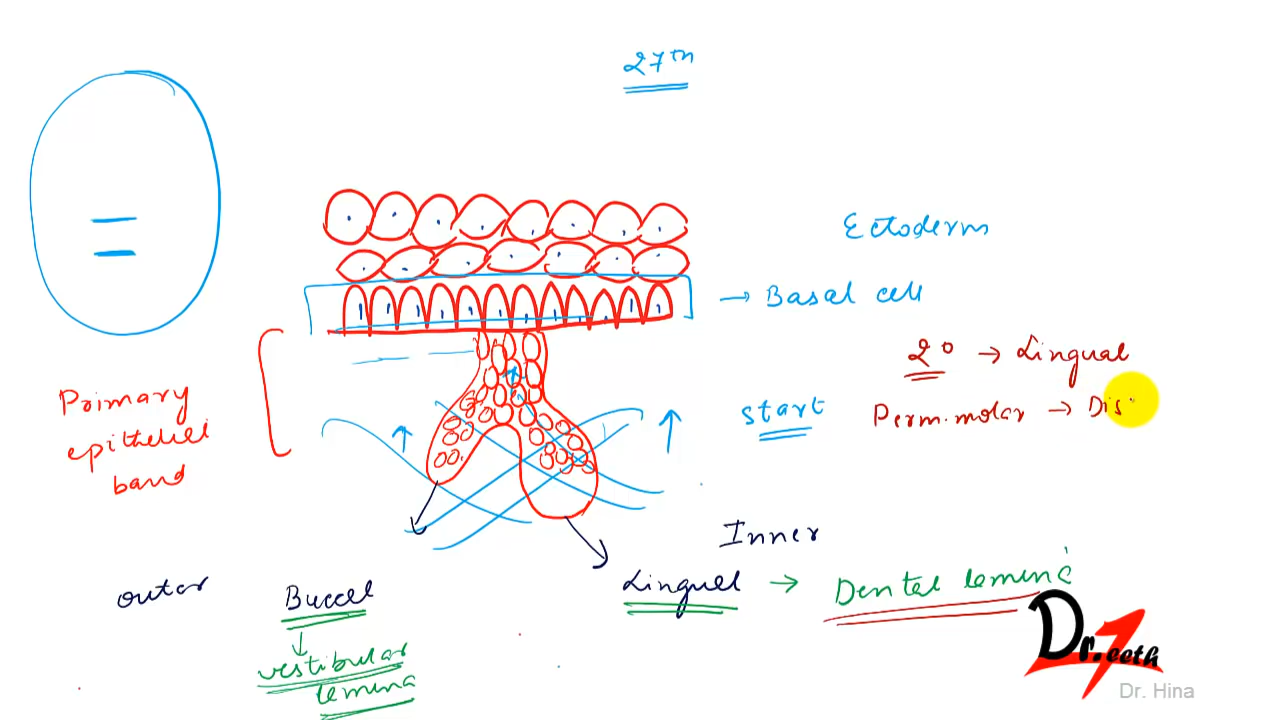 27th
Ectoderm
→ Basal cell
2° → Lingual
start
Perm. molar → Dis
Primary
epithelial
band
Inner
outer
Buccal
Lingual → Dental lamina
vestibular
lamina
Dr.Teeth
Dr. Hina